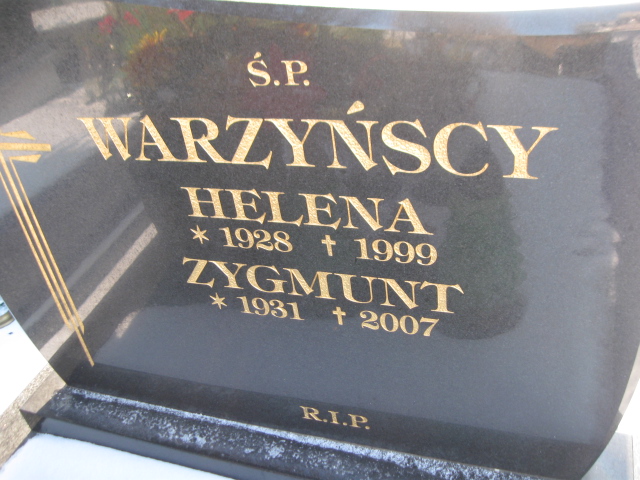 Ś.P.
WARZYŃSCY
HELENA
* 1928 † 1999
ZYGMUNT
* 1931 † 2007
R.I.P.